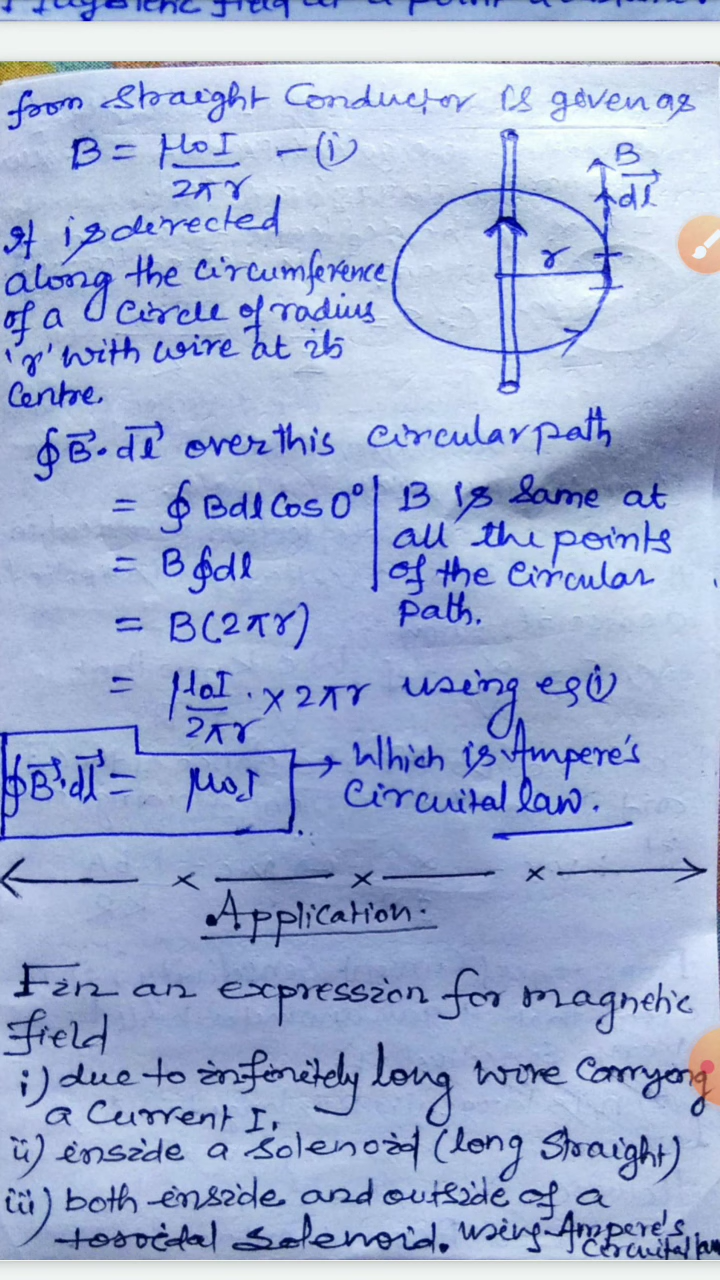 from Straight Conductor is given as
B = μ0I/2πr – (i)
It is directed
along the circumference
of a Circle of radius
'r' with wire at its
Centre.
B
dl
r
∮B⃗.dl⃗ over this circular path
= ∮ Bdl Cos 0° | B is same at
all the points
= B∮dl | of the circular
= B(2πr) path.
= μ0I/2πr . × 2πr using eq (i)
∮B⃗.dl⃗ = μ0I → Which is Ampere's
Circuital law.
← × × × →
Application.
Fin an expression for magnetic
field
i) due to infinitely long wire Carrying
a Current I,
ii) inside a solenoid (long Straight)
iii) both inside and outside of a
toroidal Solenoid. using Ampere's
Circuital law